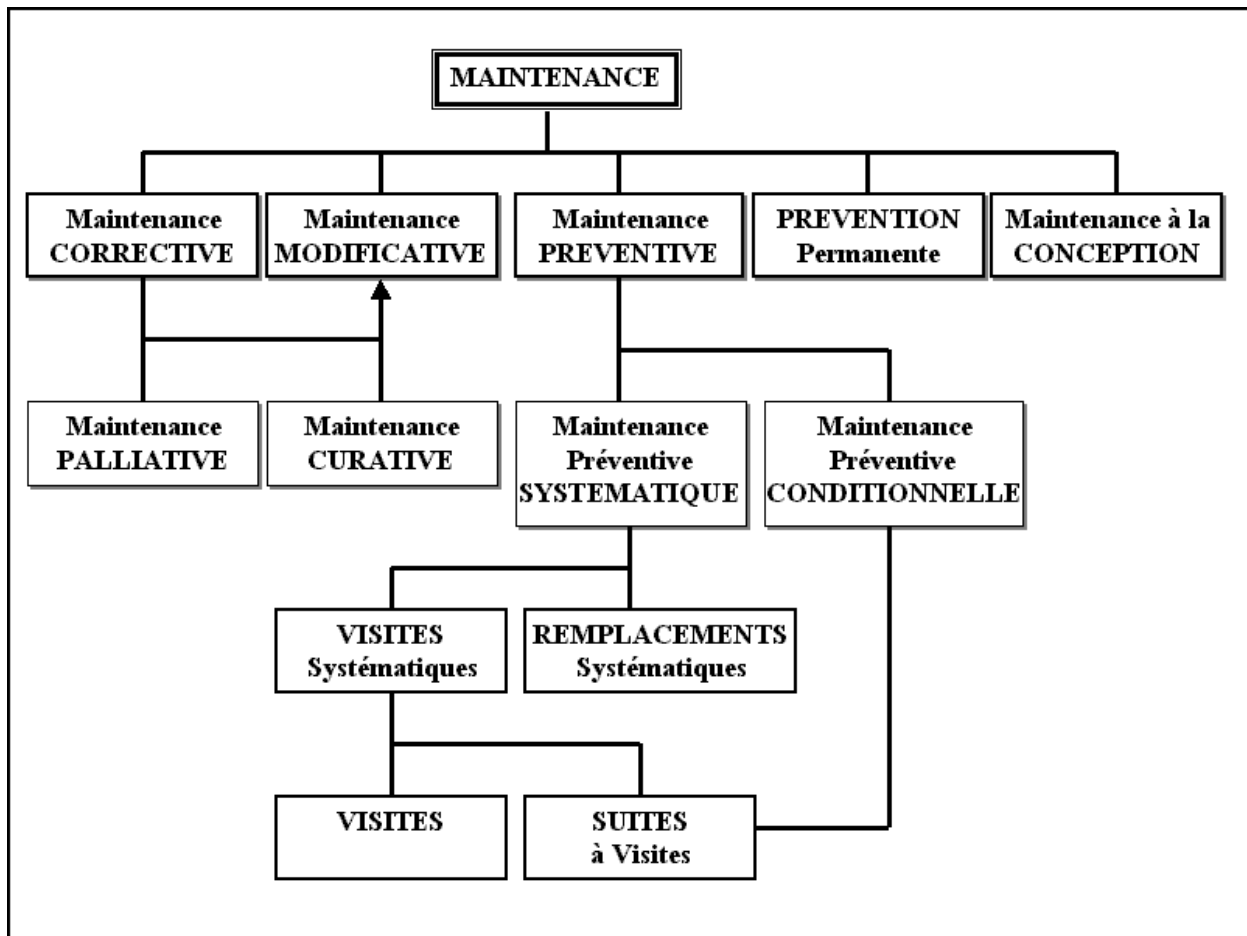 MAINTENANCE
Maintenance
CORRECTIVE
Maintenance
MODIFICATIVE
Maintenance
PREVENTIVE
PREVENTION
Permanente
Maintenance à la
CONCEPTION
Maintenance
PALLIATIVE
Maintenance
CURATIVE
Maintenance
Préventive
SYSTEMATIQUE
Maintenance
Préventive
CONDITIONNELLE
VISITES
Systématiques
REMPLACEMENTS
Systématiques
VISITES
SUITES
à Visites